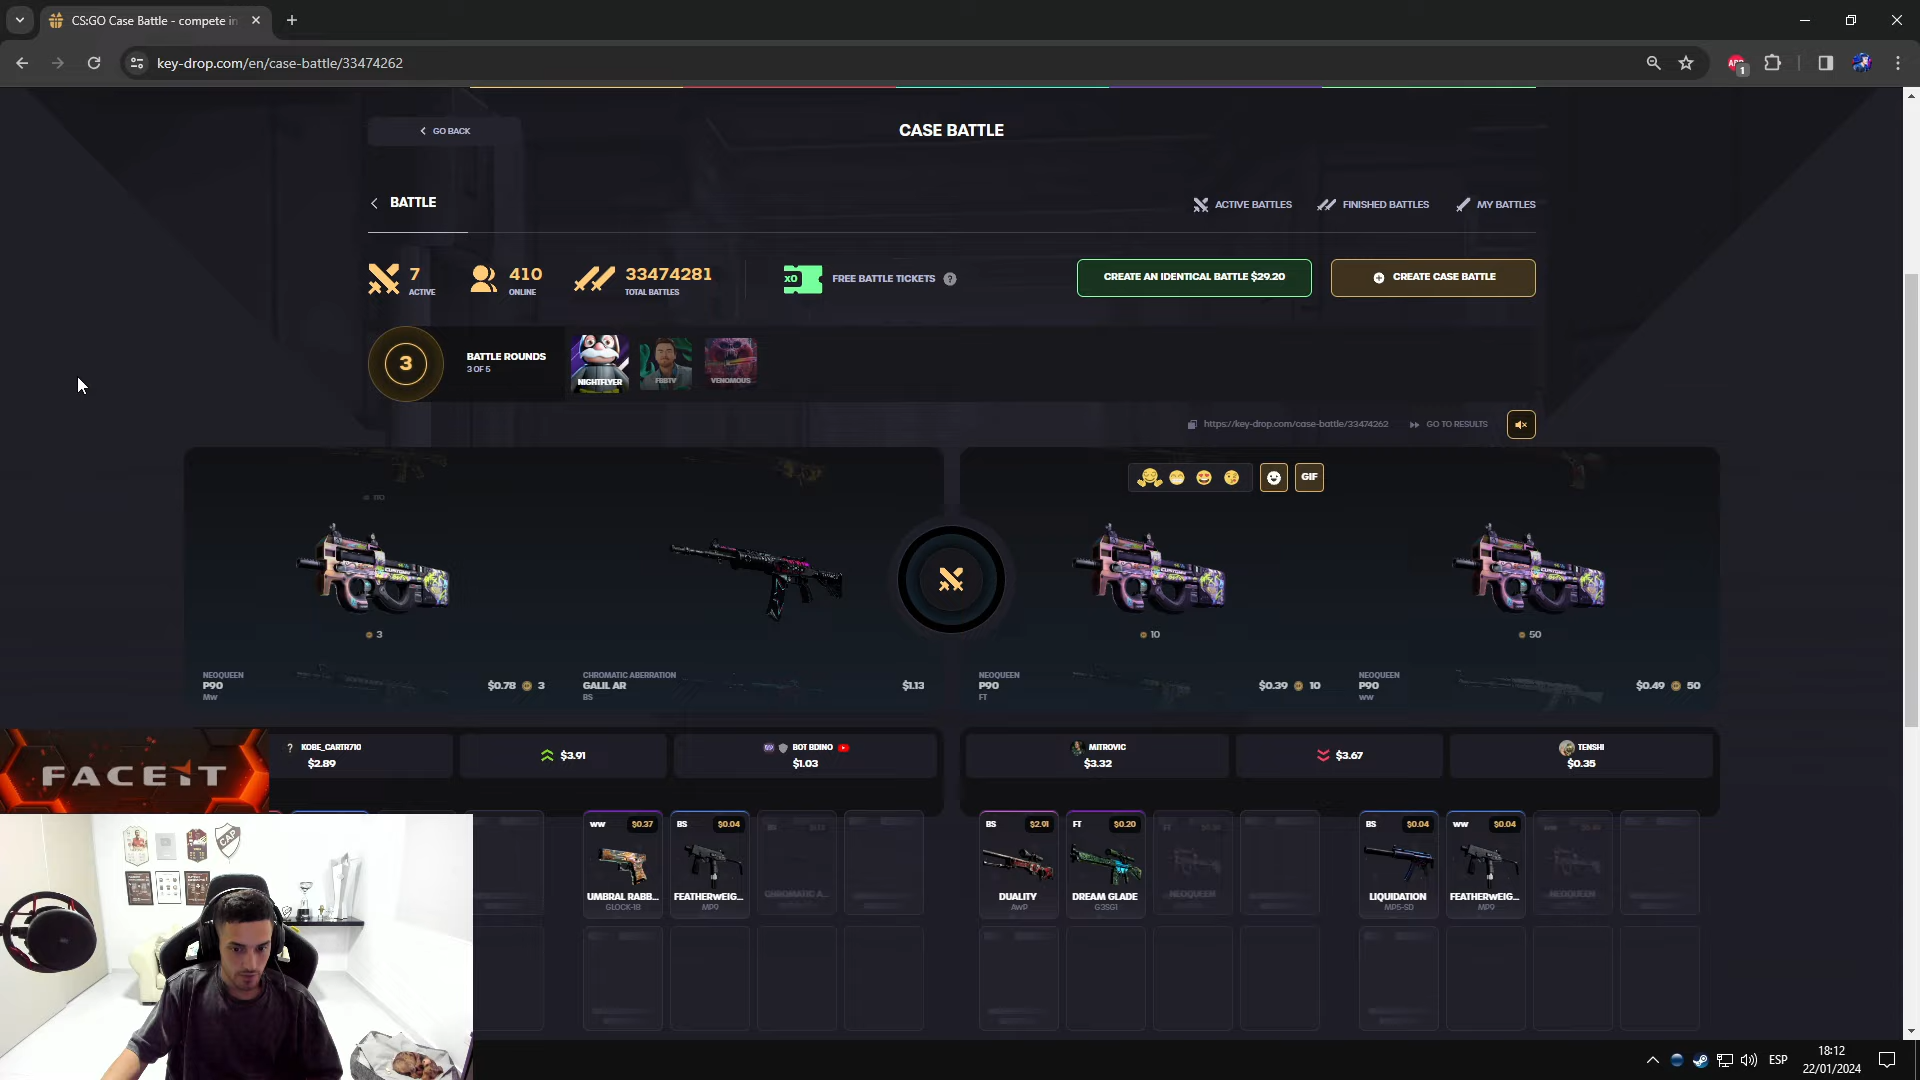 CS:GO Case Battle - compete in
key-drop.com/en/case-battle/33474262
1
GO BACK
CASE BATTLE
BATTLE
ACTIVE BATTLES
FINISHED BATTLES
MY BATTLES
7
ACTIVE
410
ONLINE
33474281
TOTAL BATTLES
x0
FREE BATTLE TICKETS ?
CREATE AN IDENTICAL BATTLE $29.20
CREATE CASE BATTLE
3
BATTLE ROUNDS
3 OF 5
NIGHTFLYER
VENOMOUS
https://key-drop.com/case-battle/33474262
GO TO RESULTS
GIF
110
3
10
50
NEOQUEEN
P90
MW
$0.78 3
CHROMATIC ABERRATION
GALIL AR
BS
$1.13
NEOQUEEN
P90
FT
$0.39 10
NEOQUEEN
P90
WW
$0.49 50
? KOBE_CARTR710
$2.89
$3.91
BOT BDINO
$1.03
MITROVIC
$3.32
$3.67
TENSHI
$0.35
FACEIT
WW $0.37
UMBRAL RABB...
GLOCK-18
BS $0.04
FEATHERWEIG...
MP9
CHROMATIC A...
BS $2.91
DUALITY
AWP
FT $0.20
DREAM GLADE
G3SG1
NEOQUEEN
BS $0.04
LIQUIDATION
MP5-SD
WW $0.04
FEATHERWEIG...
MP9
NEOQUEEN
CAP
ESP
18:12
22/01/2024